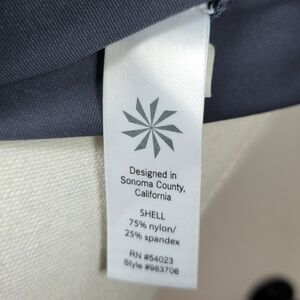 Designed in
Sonoma County,
California
SHELL
75% nylon/
25% spandex
RN #54023
Style #983706